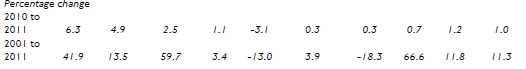 Percentage change
2010 to
2011 6.3 4.9 2.5 1.1 -3.1 0.3 0.3 0.7 1.2 1.0
2001 to
2011 41.9 13.5 59.7 3.4 -13.0 3.9 -18.3 66.6 11.8 11.3